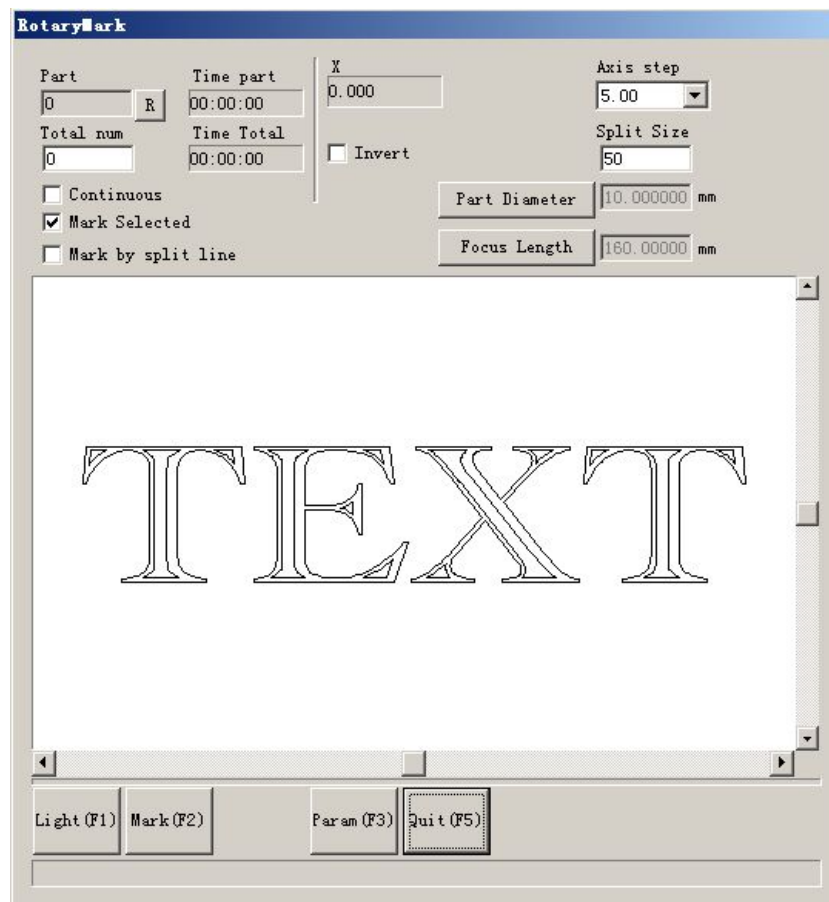 RotaryMark
Part Time part X Axis step
0 R 00:00:00 0.000 5.00
Total num Time Total Split Size
0 00:00:00 Invert 50
Continuous Part Diameter 10.000000 mm
Mark Selected
Mark by split line Focus Length 160.00000 mm
TEXT
Light(F1) Mark(F2) Param(F3) Quit(F5)